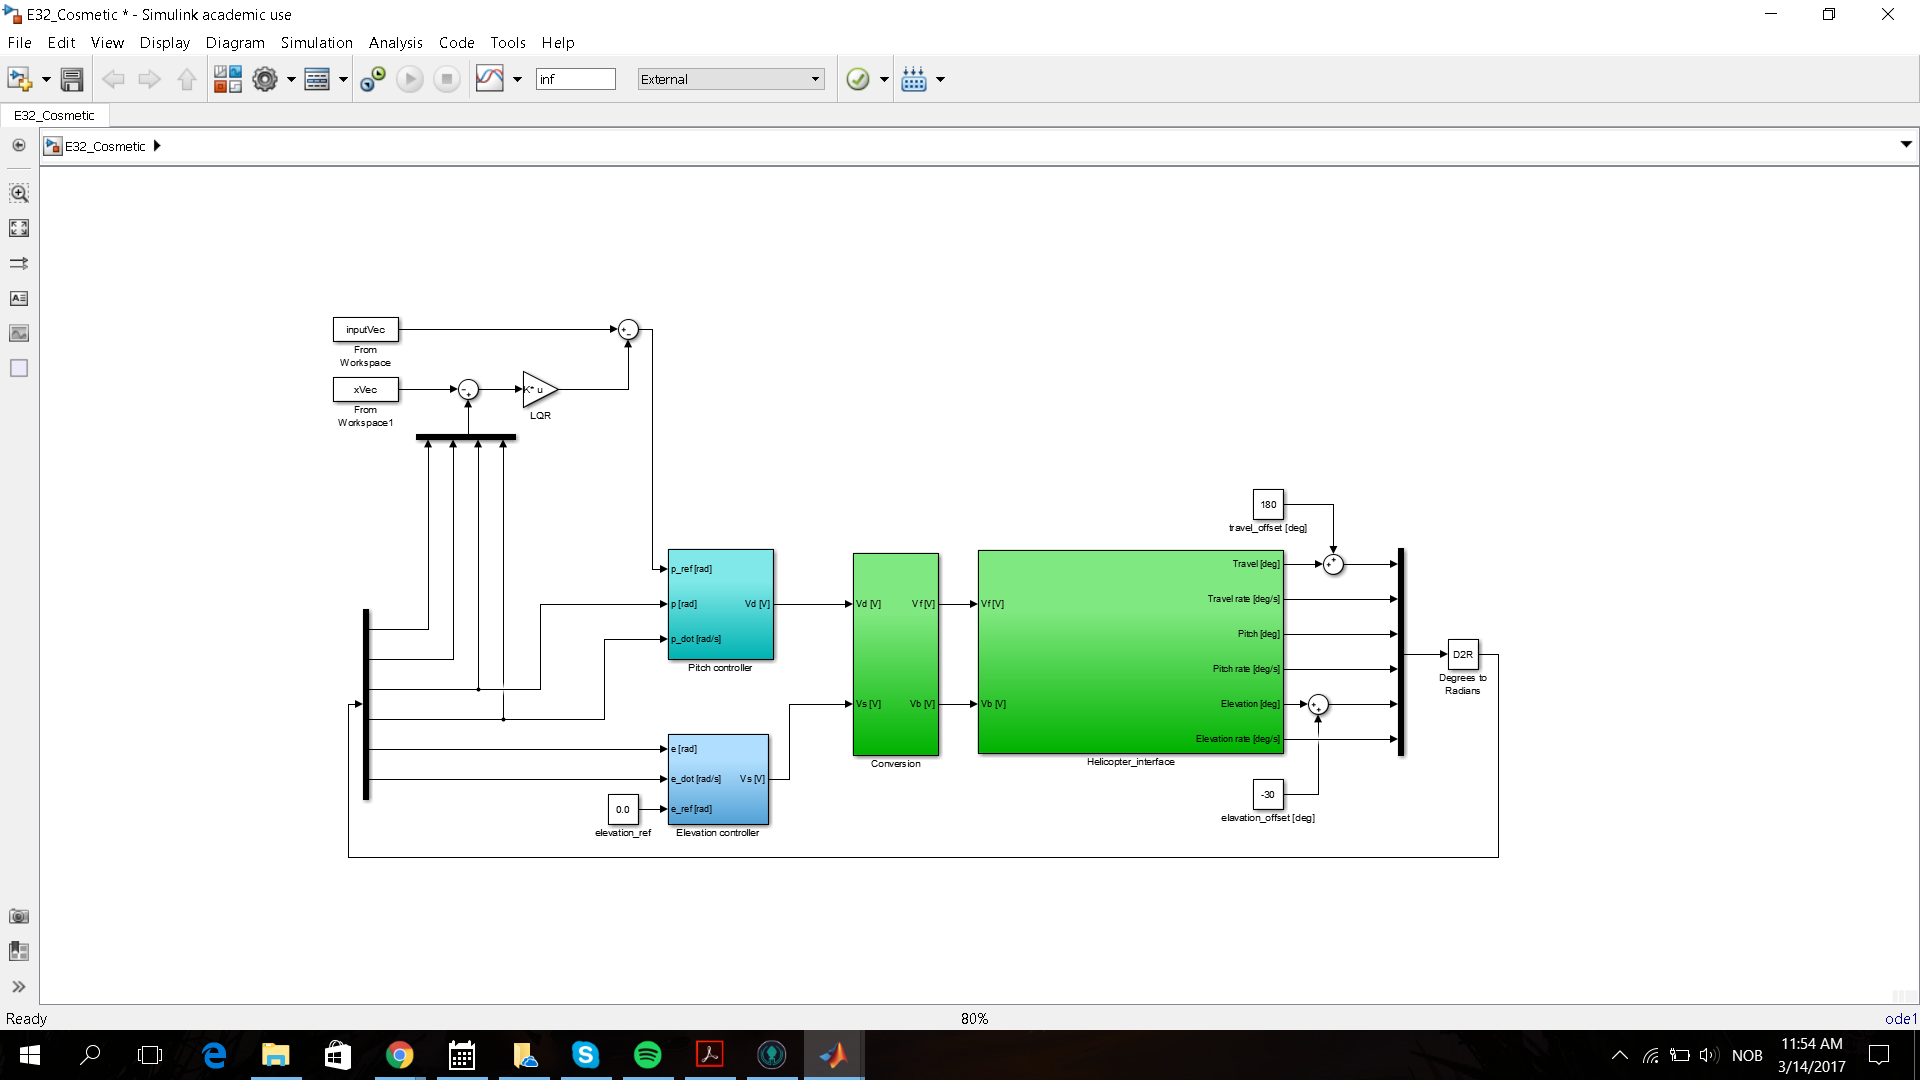 E32_Cosmetic * - Simulink academic use
File Edit View Display Diagram Simulation Analysis Code Tools Help
inf
External
E32_Cosmetic
E32_Cosmetic
inputVec
From
Workspace
xVec
From
Workspace1
K* u
LQR
180
travel_offset [deg]
p_ref [rad]
p [rad]
Vd [V]
p_dot [rad/s]
Pitch controller
Vd [V]
Vf [V]
Vs [V]
Vb [V]
Conversion
Vf [V]
Vb [V]
Travel [deg]
Travel rate [deg/s]
Pitch [deg]
Pitch rate [deg/s]
Elevation [deg]
Elevation rate [deg/s]
Helicopter_interface
D2R
Degrees to
Radians
e [rad]
e_dot [rad/s]
Vs [V]
e_ref [rad]
Elevation controller
0.0
elevation_ref
-30
elavation_offset [deg]
Ready
80%
ode1
NOB
11:54 AM
3/14/2017